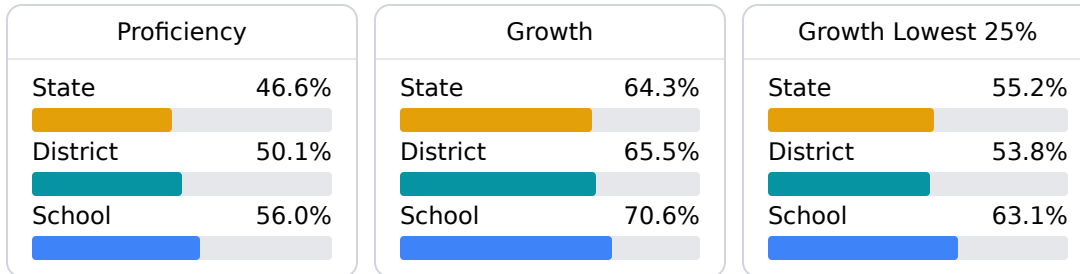 Proficiency
State 46.6%
District 50.1%
School 56.0%
Growth
State 64.3%
District 65.5%
School 70.6%
Growth Lowest 25%
State 55.2%
District 53.8%
School 63.1%